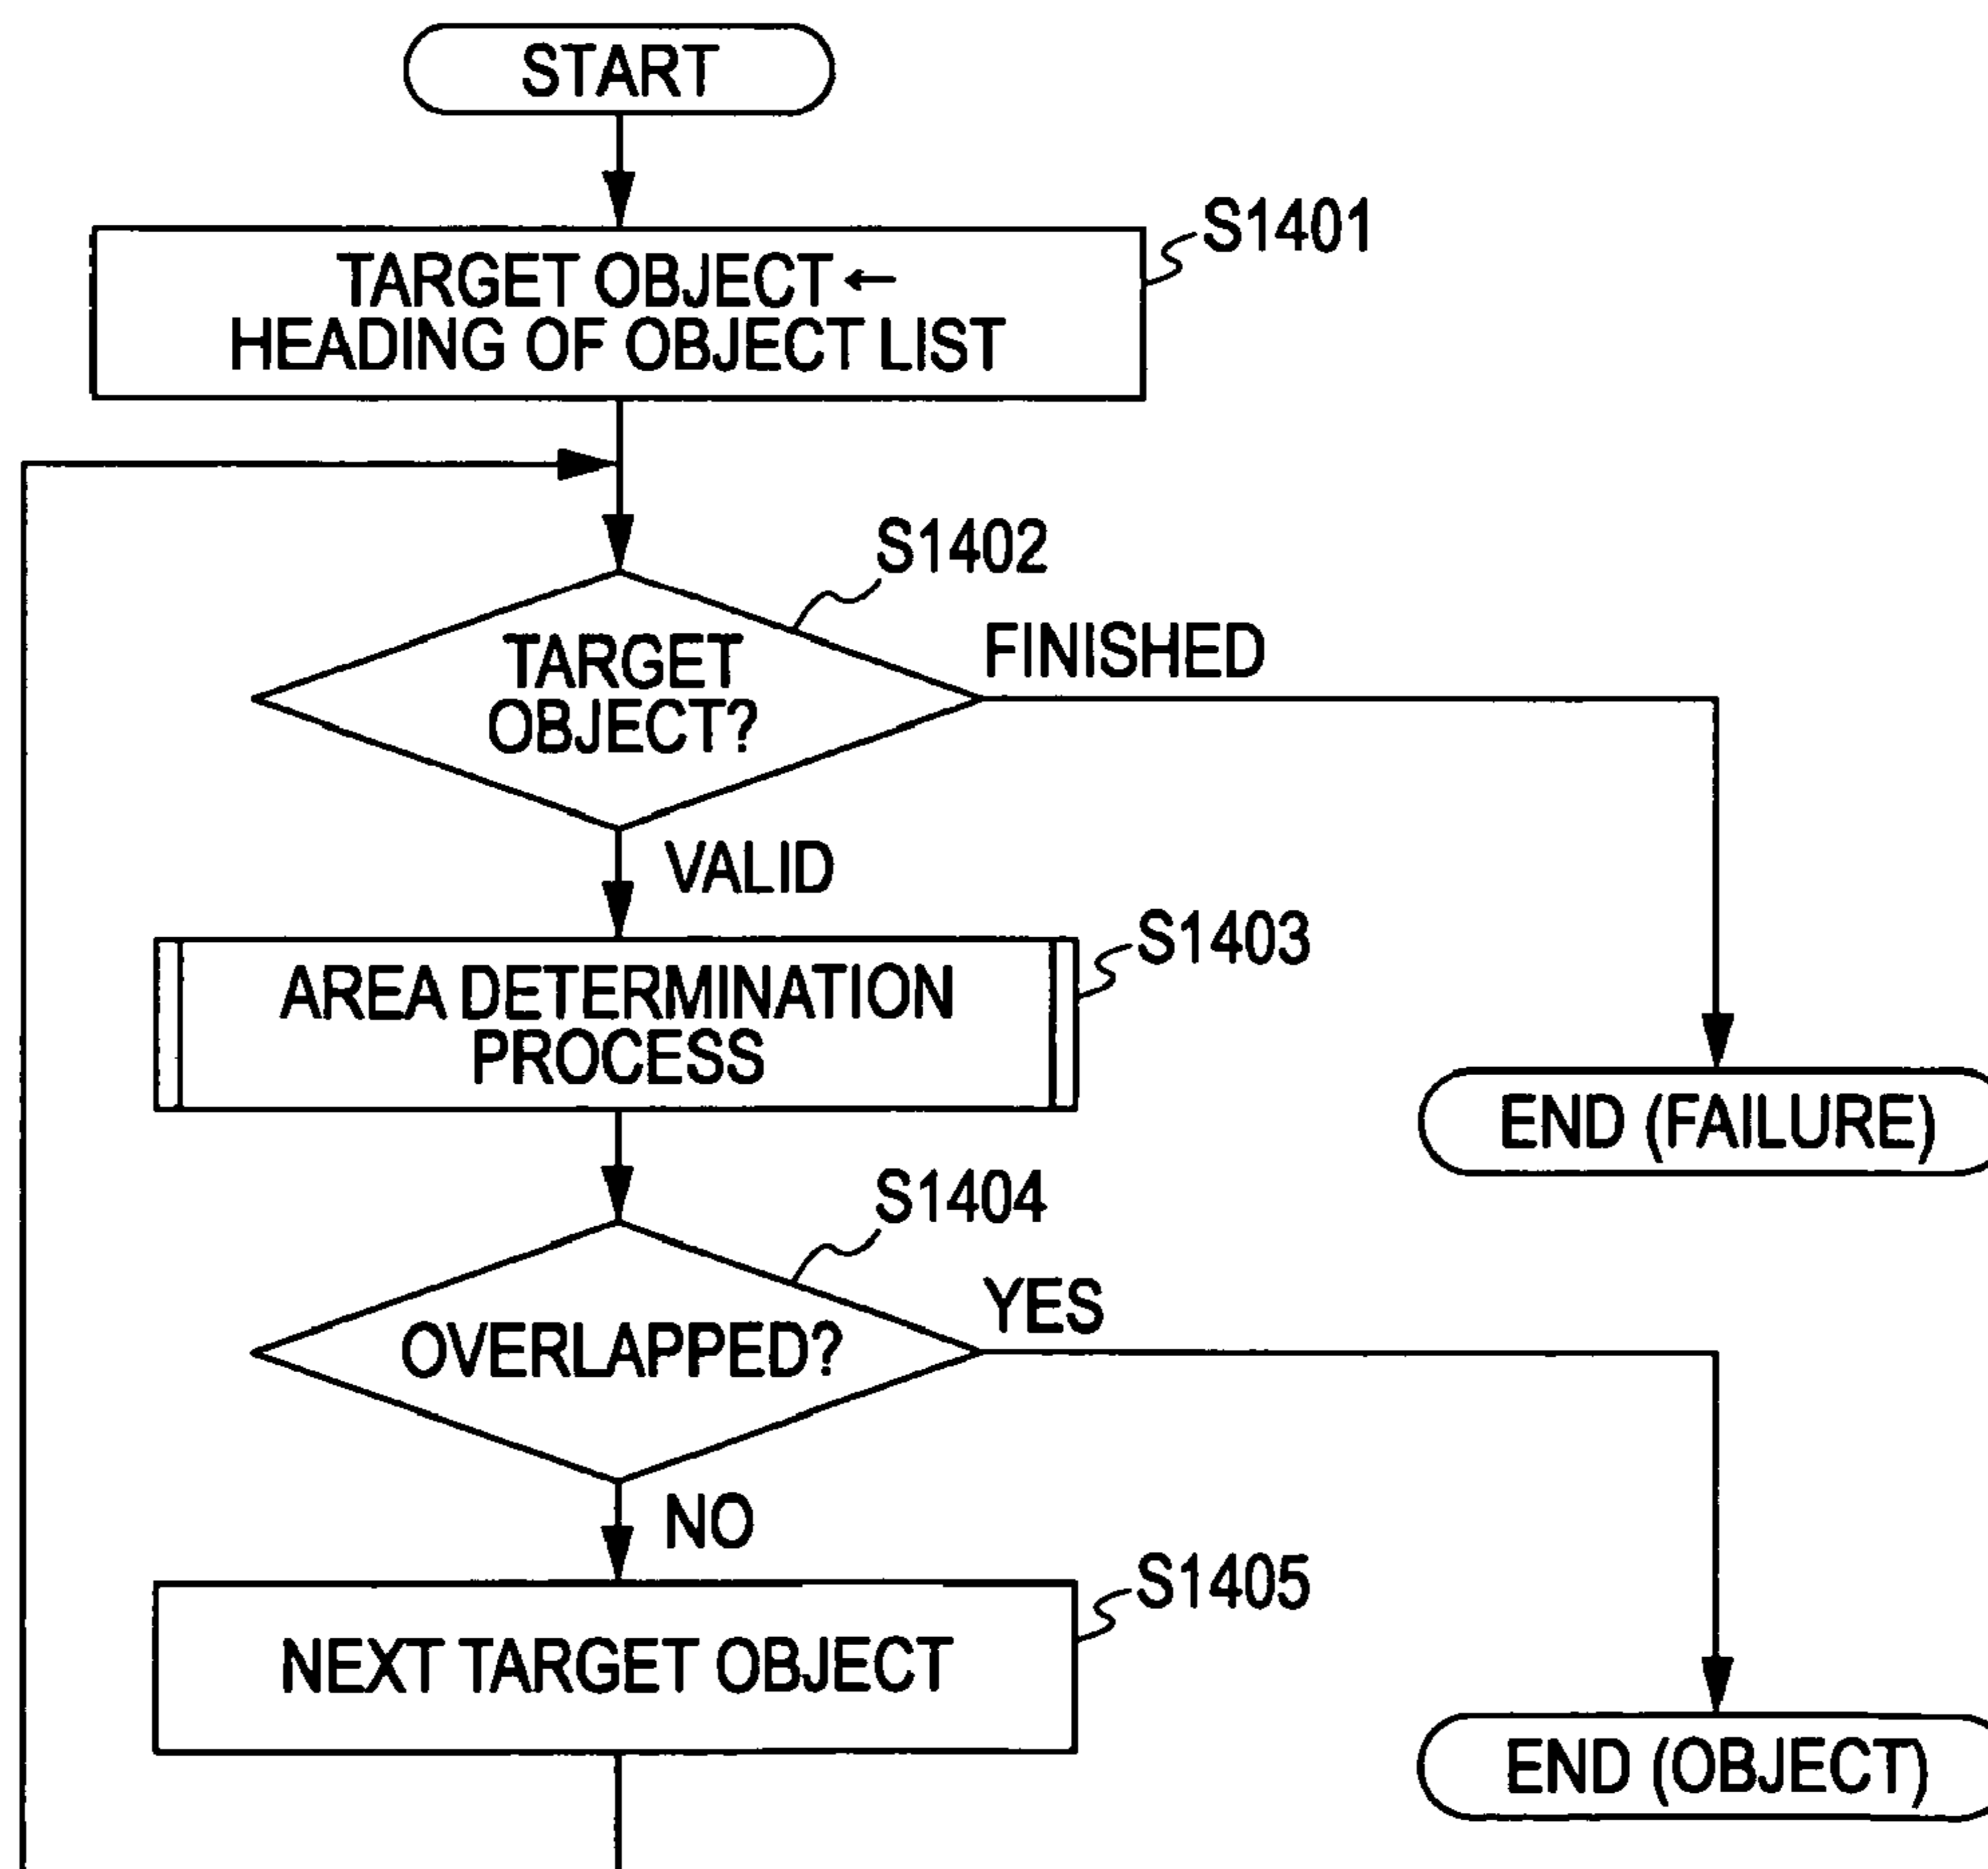 START
S1401
TARGET OBJECT←
HEADING OF OBJECT LIST
S1402
TARGET
OBJECT?
FINISHED
VALID
S1403
AREA DETERMINATION
PROCESS
END (FAILURE)
S1404
OVERLAPPED?
YES
NO
S1405
NEXT TARGET OBJECT
END (OBJECT)